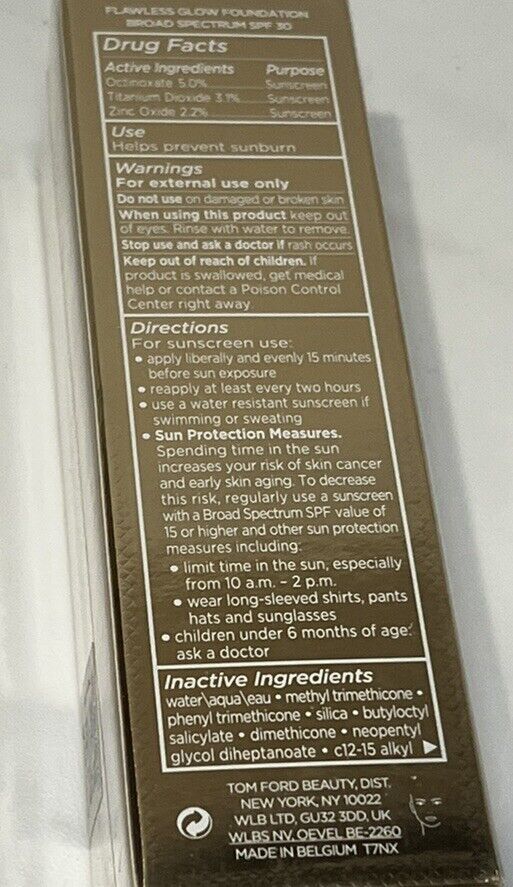 FLAWLESS GLOW FOUNDATION
BROAD SPECTRUM SPF 30
Drug Facts
Active Ingredients Purpose
Octinoxate 5.0% Sunscreen
Titanium Dioxide 3.1% Sunscreen
Zinc Oxide 2.2% Sunscreen
Use
Helps prevent sunburn
Warnings
For external use only
Do not use on damaged or broken skin
When using this product keep out
of eyes. Rinse with water to remove.
Stop use and ask a doctor if rash occurs
Keep out of reach of children. If
product is swallowed, get medical
help or contact a Poison Control
Center right away.
Directions
For sunscreen use:
• apply liberally and evenly 15 minutes
before sun exposure
• reapply at least every two hours
• use a water resistant sunscreen if
swimming or sweating
• Sun Protection Measures.
Spending time in the sun
increases your risk of skin cancer
and early skin aging. To decrease
this risk, regularly use a sunscreen
with a Broad Spectrum SPF value of
15 or higher and other sun protection
measures including:
• limit time in the sun, especially
from 10 a.m. – 2 p.m.
• wear long-sleeved shirts, pants
hats and sunglasses
• children under 6 months of age:
ask a doctor
Inactive Ingredients
water\aqua\eau • methyl trimethicone •
phenyl trimethicone • silica • butyloctyl
salicylate • dimethicone • neopentyl
glycol diheptanoate • c12-15 alkyl ▶
TOM FORD BEAUTY, DIST.
NEW YORK, NY 10022
WLB LTD, GU32 3DD, UK
WLBS NV. OEVEL BE-2260
MADE IN BELGIUM T7NX